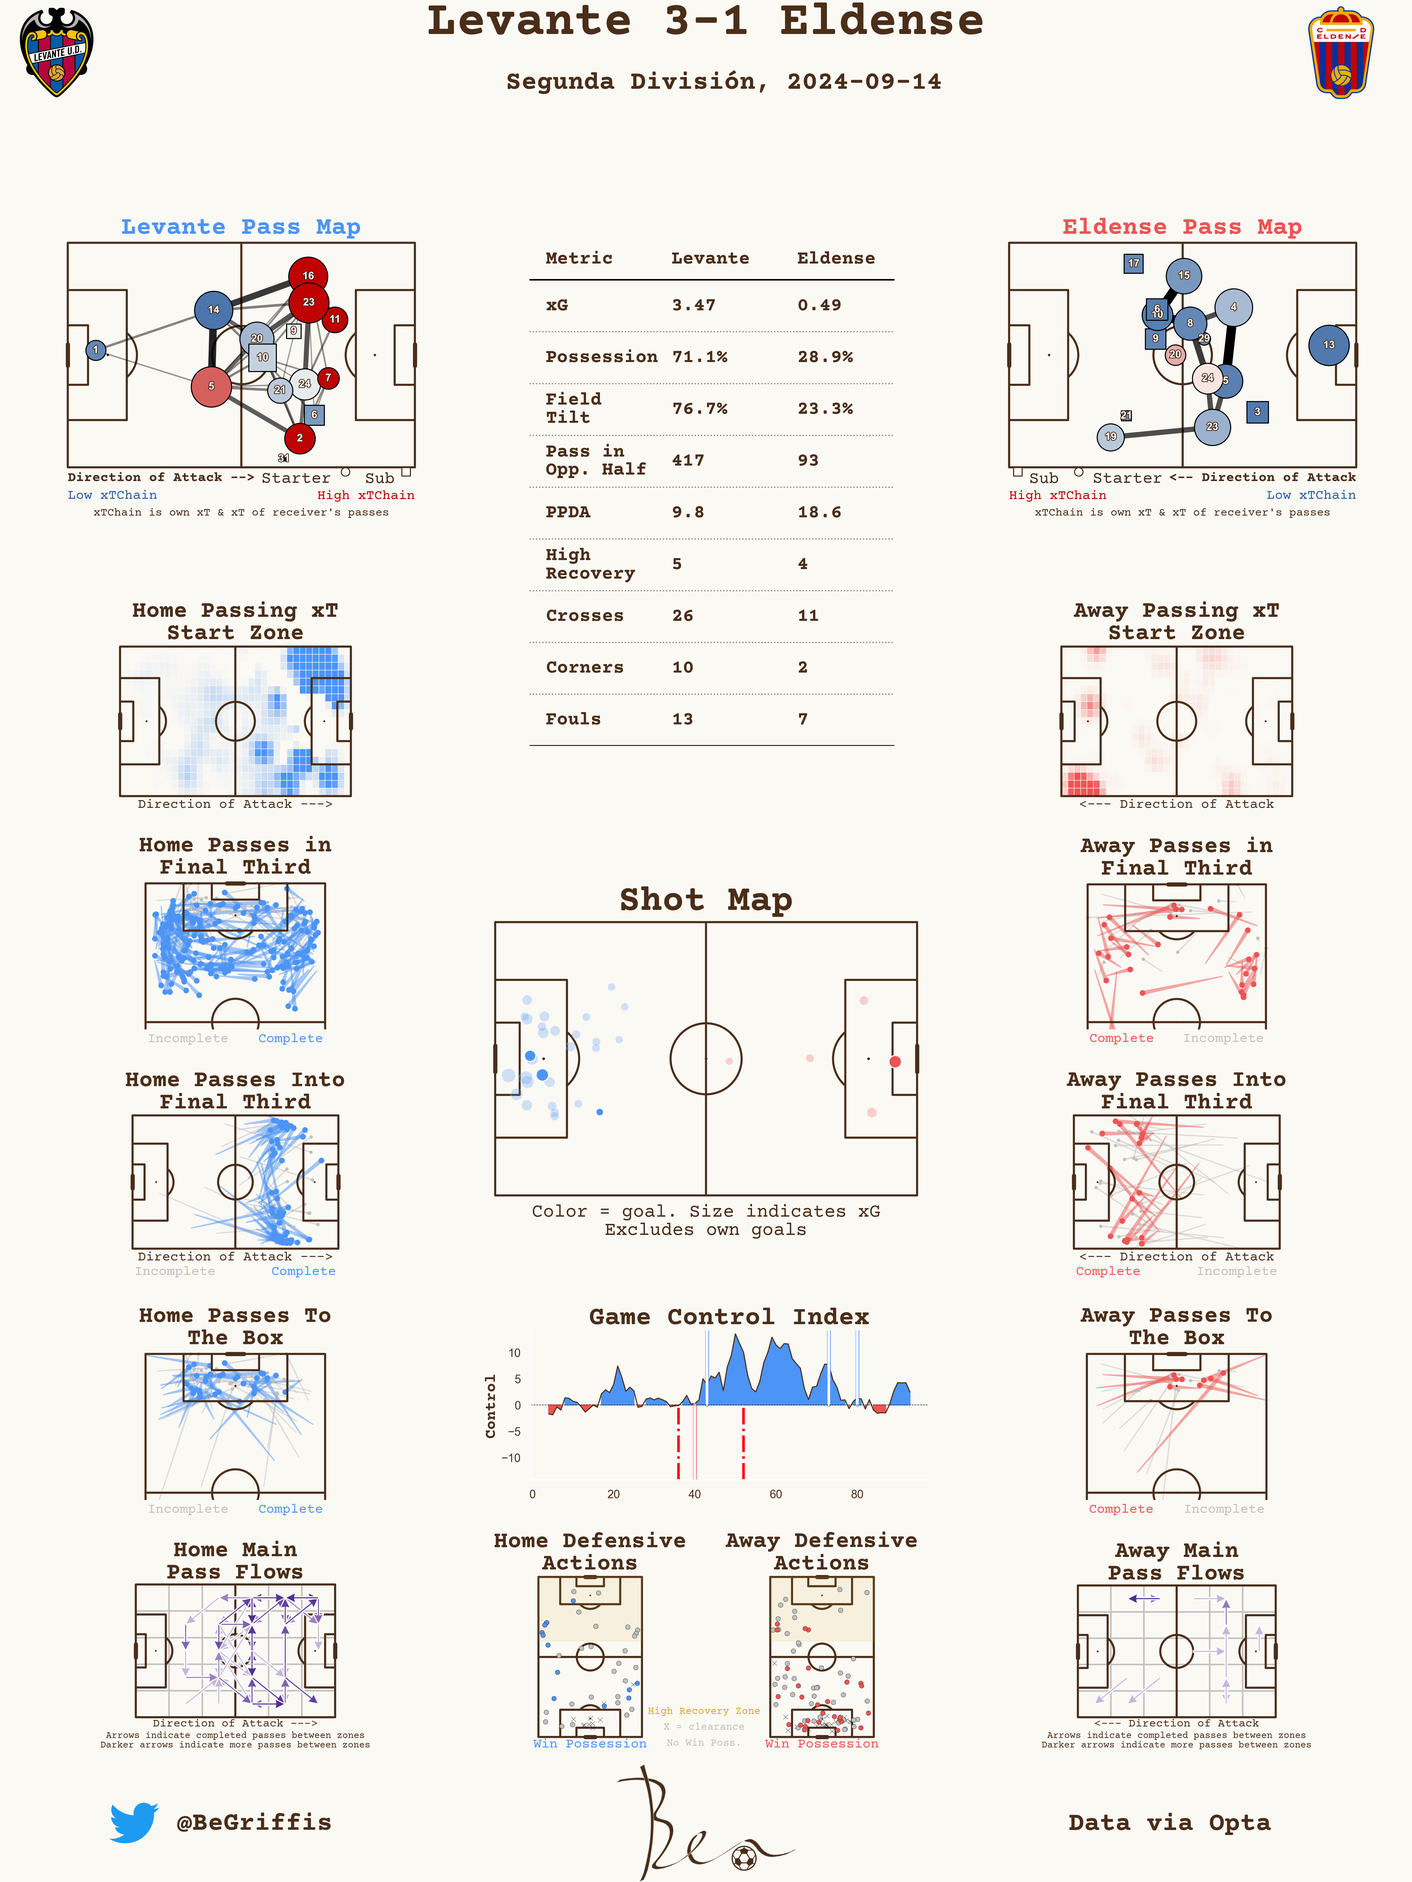 Levante 3-1 Eldense
Segunda División, 2024-09-14
LEVANTE U.D.
C D
ELDENSE
Levante Pass Map
16
14
23
11
20
9
1
10
5
21
24
7
6
2
31
Direction of Attack --> Starter Sub
Low xTChain High xTChain
xTChain is own xT & xT of receiver's passes
Metric Levante Eldense
xG 3.47 0.49
Possession 71.1% 28.9%
Field
Tilt 76.7% 23.3%
Pass in
Opp. Half 417 93
PPDA 9.8 18.6
High
Recovery 5 4
Crosses 26 11
Corners 10 2
Fouls 13 7
Eldense Pass Map
17
15
6
10
4
8
9
29
13
20
24
5
21
3
19
23
Sub Starter <-- Direction of Attack
High xTChain Low xTChain
xTChain is own xT & xT of receiver's passes
Home Passing xT
Start Zone
Direction of Attack --->
Away Passing xT
Start Zone
<--- Direction of Attack
Home Passes in
Final Third
Incomplete Complete
Away Passes in
Final Third
Complete Incomplete
Shot Map
Color = goal. Size indicates xG
Excludes own goals
Home Passes Into
Final Third
Direction of Attack --->
Incomplete Complete
Away Passes Into
Final Third
<--- Direction of Attack
Complete Incomplete
Home Passes To
The Box
Incomplete Complete
Game Control Index
Control
10
5
0
−5
−10
0 20 40 60 80
Away Passes To
The Box
Complete Incomplete
Home Main
Pass Flows
Direction of Attack --->
Arrows indicate completed passes between zones
Darker arrows indicate more passes between zones
Home Defensive
Actions
Win Possession
Away Defensive
Actions
Win Possession
High Recovery Zone
X = clearance
No Win Poss.
Away Main
Pass Flows
<--- Direction of Attack
Arrows indicate completed passes between zones
Darker arrows indicate more passes between zones
@BeGriffis
Ben
Data via Opta